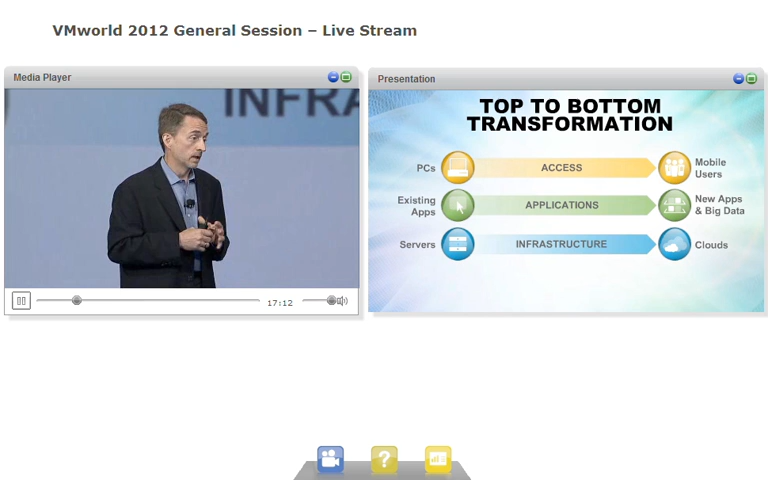 VMworld 2012 General Session – Live Stream
Media Player
INFRA
17:12
Presentation
TOP TO BOTTOM
TRANSFORMATION
PCs
ACCESS
Mobile
Users
Existing
Apps
APPLICATIONS
New Apps
& Big Data
Servers
INFRASTRUCTURE
Clouds
?